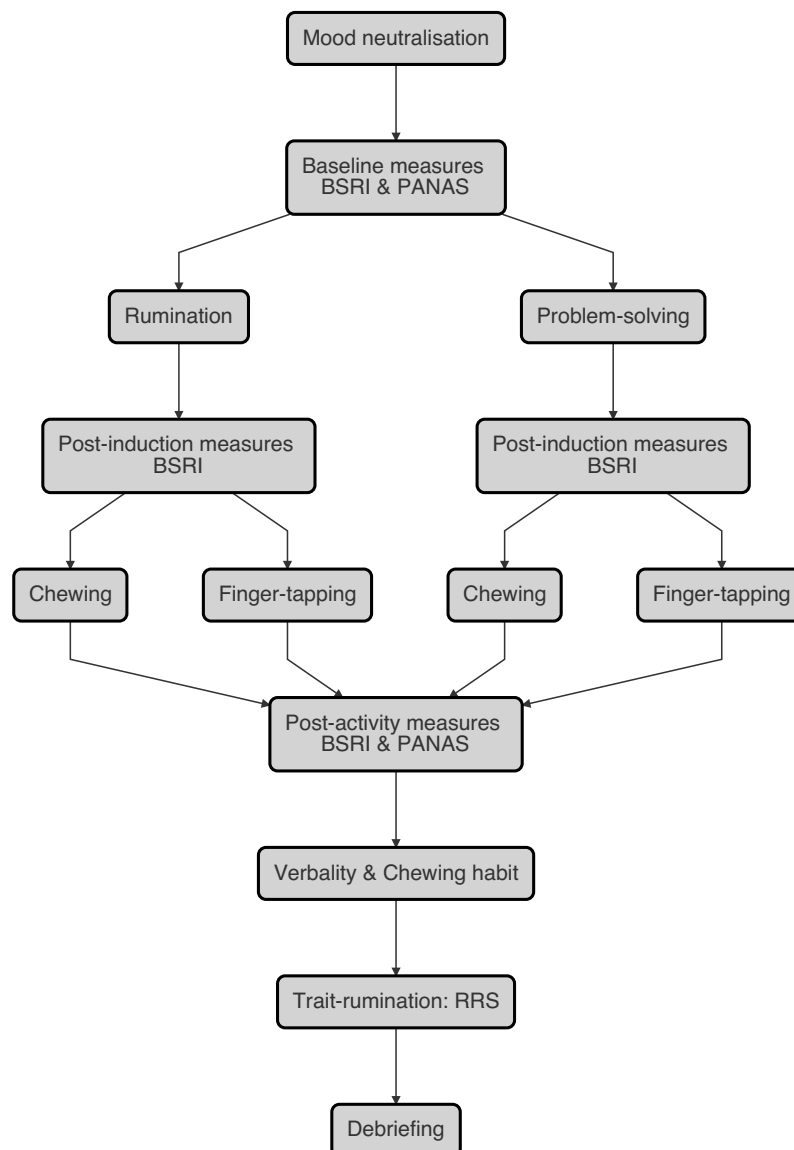 Mood neutralisation
Baseline measures
BSRI & PANAS
Rumination
Problem-solving
Post-induction measures
BSRI
Post-induction measures
BSRI
Chewing
Finger-tapping
Chewing
Finger-tapping
Post-activity measures
BSRI & PANAS
Verbality & Chewing habit
Trait-rumination: RRS
Debriefing